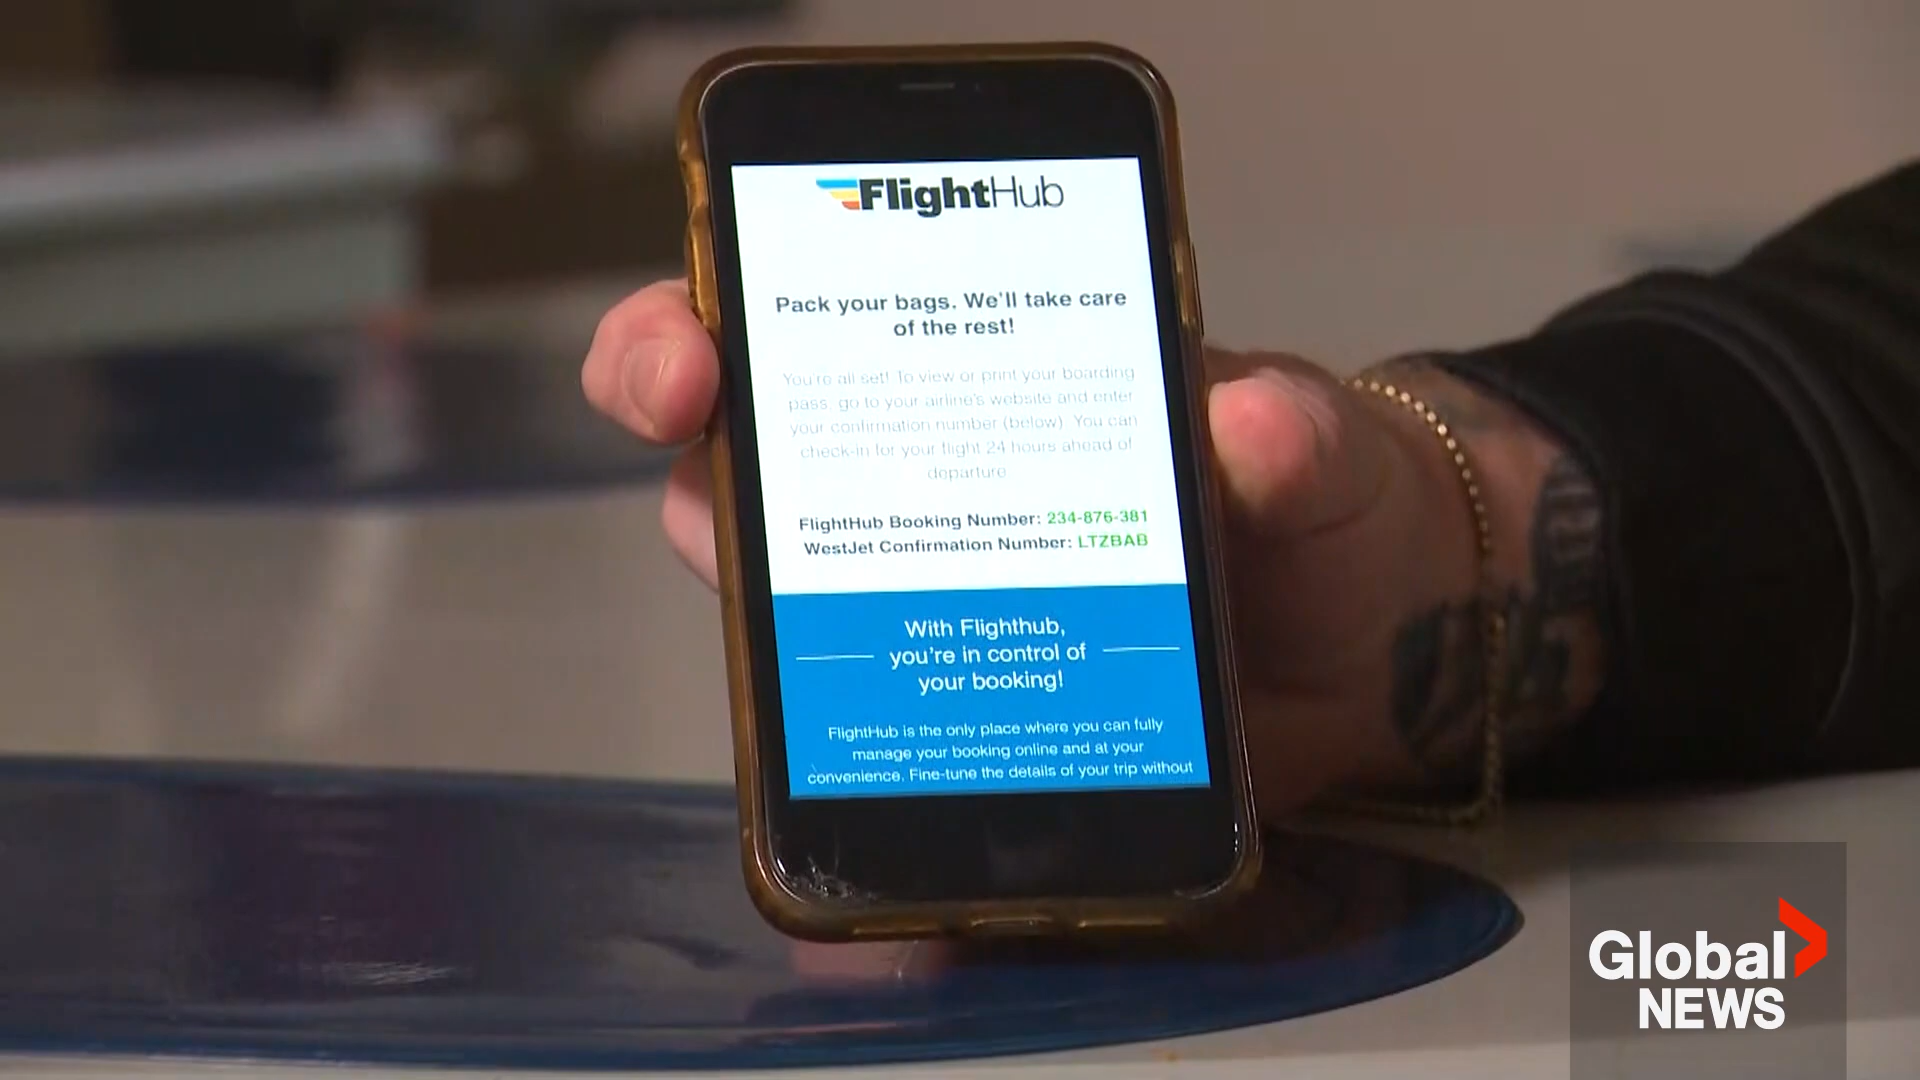 FlightHub
Pack your bags. We'll take care
of the rest!
You're all set! To view or print your boarding
pass, go to your airline's website and enter
your confirmation number (below). You can
check-in for your flight 24 hours ahead of
departure
FlightHub Booking Number: 234-876-381
WestJet Confirmation Number: LTZBAB
With Flighthub,
you're in control of
your booking!
FlightHub is the only place where you can fully
manage your booking online and at your
convenience. Fine-tune the details of your trip without
Global
NEWS